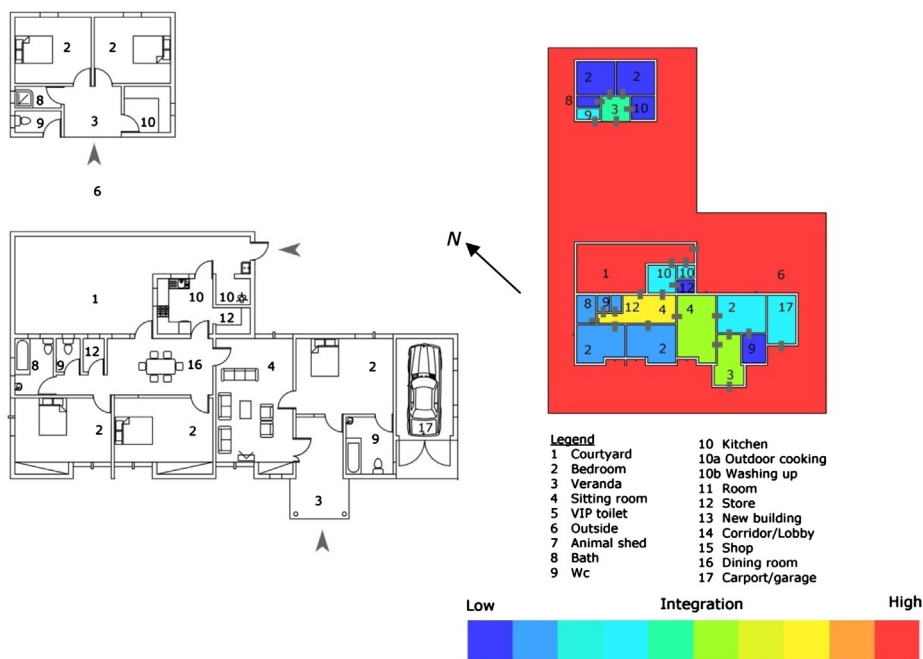 2 2
8
9 3 10
6
1
10 10
12
8 9 12 16 4 2
2 2 9 17
3
N
2 2
8
9 3 10
1 10 10 6
12
8 9 12 4 4 2 17
2 2 9
3
Legend
1 Courtyard
2 Bedroom
3 Veranda
4 Sitting room
5 VIP toilet
6 Outside
7 Animal shed
8 Bath
9 Wc
10 Kitchen
10a Outdoor cooking
10b Washing up
11 Room
12 Store
13 New building
14 Corridor/Lobby
15 Shop
16 Dining room
17 Carport/garage
Low Integration High